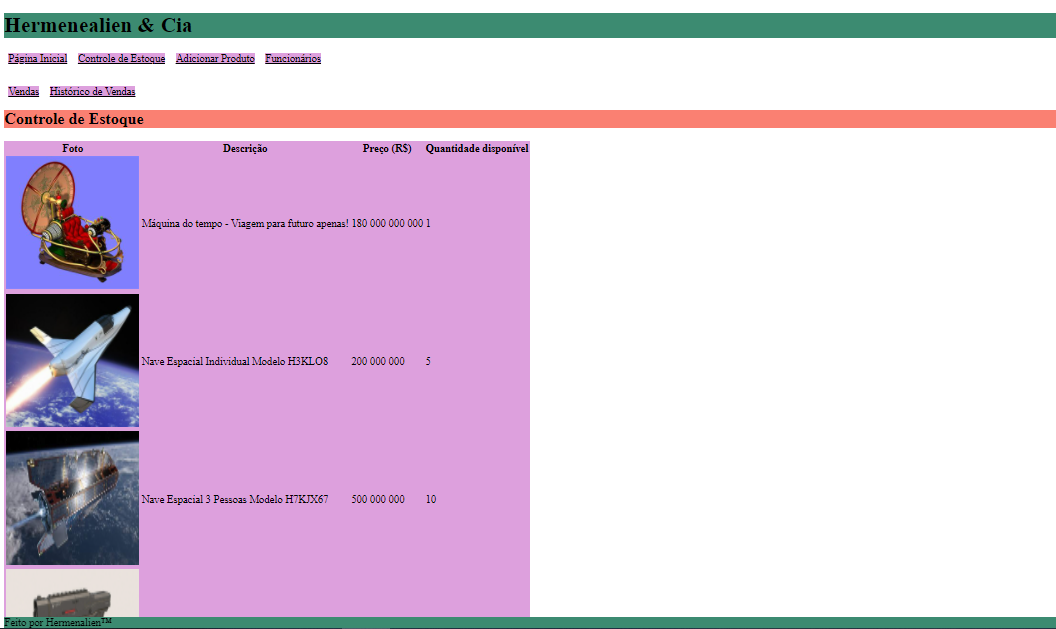 Hermenealien & Cia
Página Inicial Controle de Estoque Adicionar Produto Funcionários
Vendas Histórico de Vendas
Controle de Estoque
Foto Descrição Preço (R$) Quantidade disponível
Máquina do tempo - Viagem para futuro apenas! 180 000 000 000 1
Nave Espacial Individual Modelo H3KLO8 200 000 000 5
Nave Espacial 3 Pessoas Modelo H7KJX67 500 000 000 10
Feito por Hermenalien™